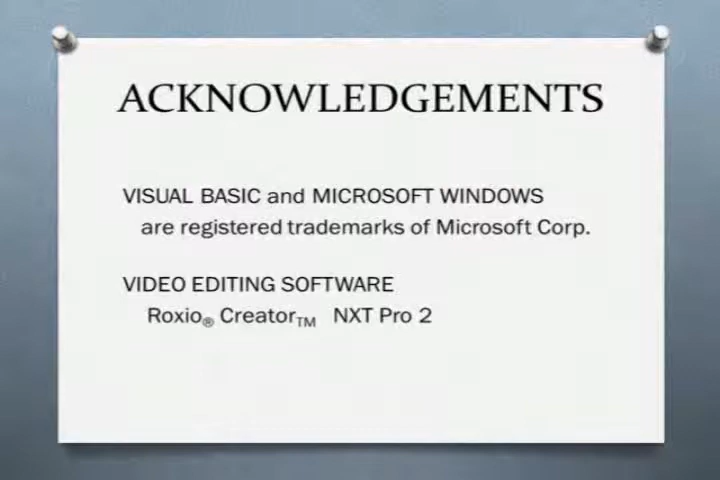 ACKNOWLEDGEMENTS
VISUAL BASIC and MICROSOFT WINDOWS
are registered trademarks of Microsoft Corp.
VIDEO EDITING SOFTWARE
Roxio® Creator™ NXT Pro 2